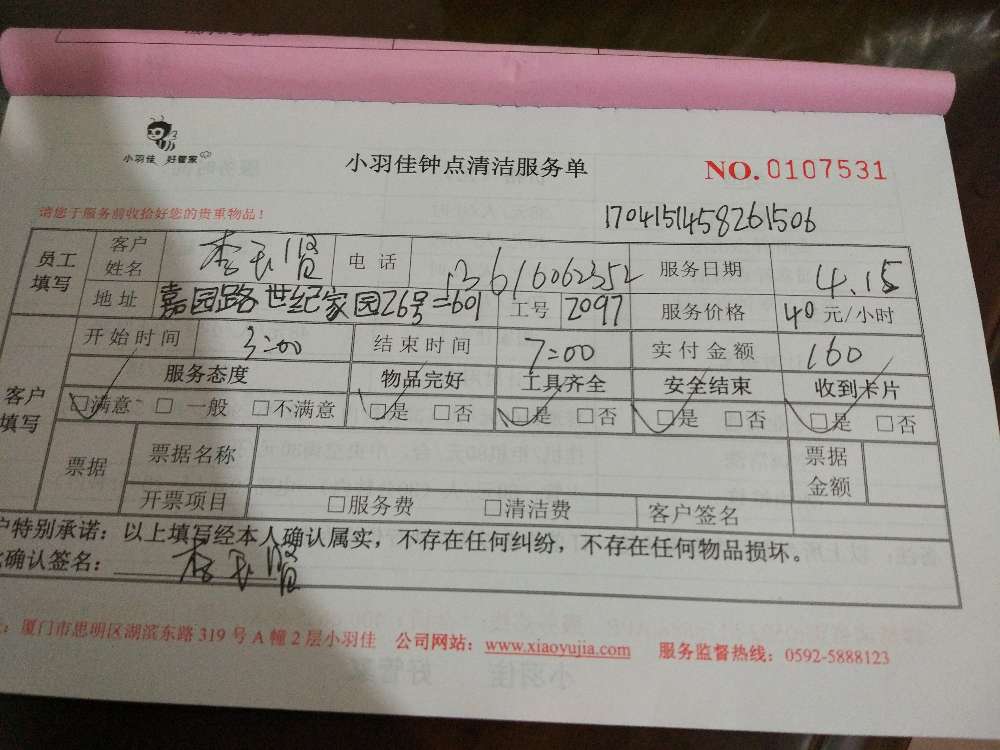 小羽佳 好管家
小羽佳钟点清洁服务单
NO.0107531
请您于服务前收拾好您的贵重物品！
1704151458261506
员工填写 客户姓名 李玉贤 电话 13616062352 服务日期 4.15
地址 嘉园路世纪家园26号=601 工号 2097 服务价格 40元/小时
客户填写 开始时间 3:00 结束时间 7:00 实付金额 160
服务态度 物品完好 工具齐全 安全结束 收到卡片
☑满意 □一般 □不满意 ☑是 □否 ☑是 □否 ☑是 □否 ☑是 □否
票据 票据名称 票据金额
开票项目 □服务费 □清洁费 客户签名
户特别承诺：以上填写经本人确认属实，不存在任何纠纷，不存在任何物品损坏。
确认签名：李玉贤
：厦门市思明区湖滨东路319号A幢2层小羽佳 公司网站：www.xiaoyujia.com 服务监督热线：0592-5888123